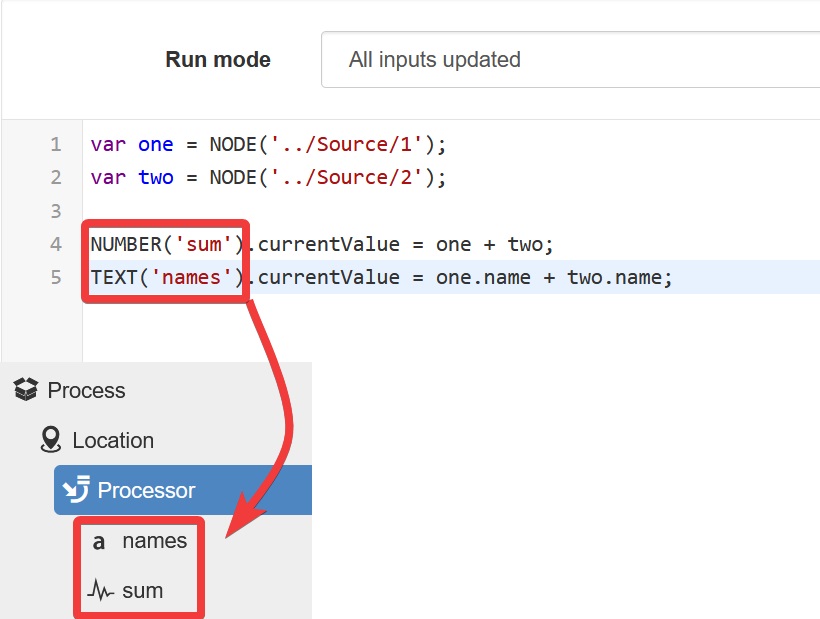 Run mode All inputs updated
1 var one = NODE('../Source/1');
2 var two = NODE('../Source/2');
3
4 NUMBER('sum').currentValue = one + two;
5 TEXT('names').currentValue = one.name + two.name;
Process
Location
Processor
a names
sum